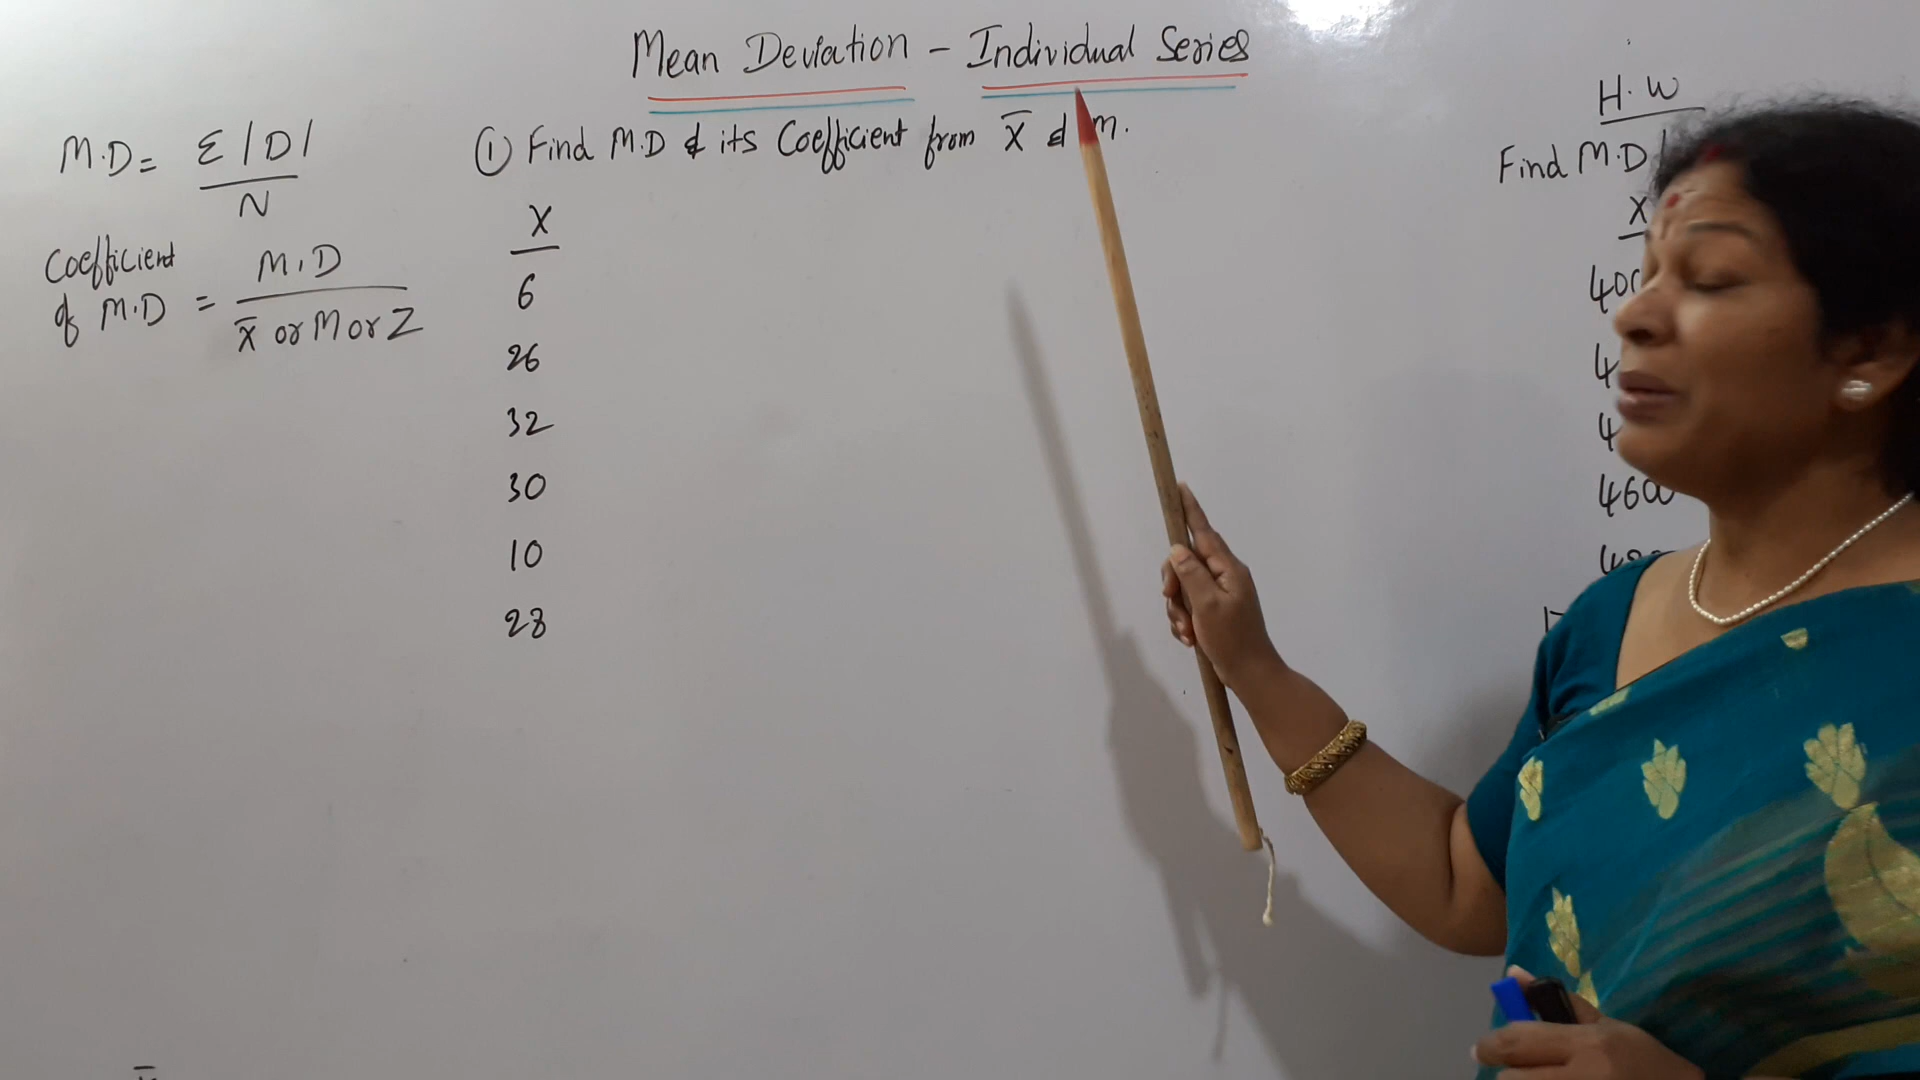 Mean Deviation - Individual Series
M.D = Σ|D| / N
Coefficient of M.D = M.D / X̅ or M or Z
① Find M.D & its Coefficient from X̅ & M.
X
6
26
32
30
10
28
H.W
Find M.D
X
4600